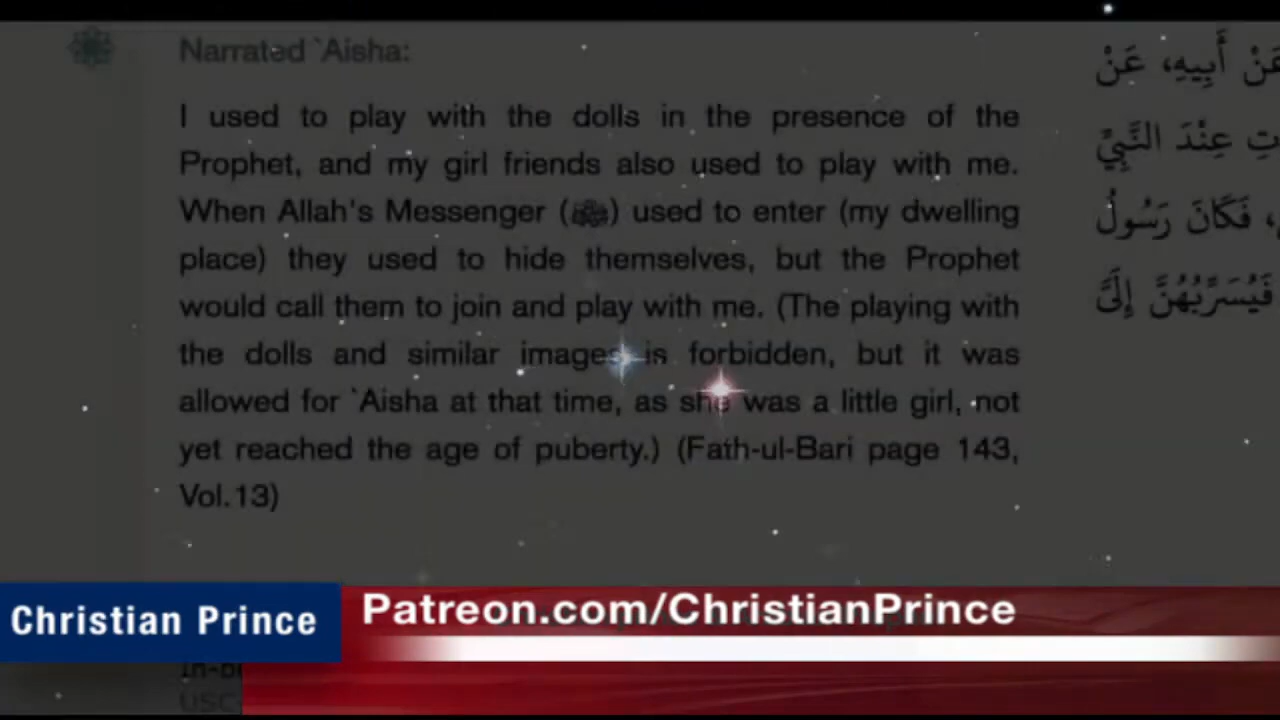 Narrated `Aisha:
I used to play with the dolls in the presence of the
Prophet, and my girl friends also used to play with me.
When Allah's Messenger (ﷺ) used to enter (my dwelling
place) they used to hide themselves, but the Prophet
would call them to join and play with me. (The playing with
the dolls and similar images is forbidden, but it was
allowed for `Aisha at that time, as she was a little girl, not
yet reached the age of puberty.) (Fath-ul-Bari page 143,
Vol.13)
عَنْ أَبِيهِ، عَنْ
عِنْدَ النَّبِيِّ
فَكَانَ رَسُولُ
فَيُسَرِّبُهُنَّ إِلَىَّ
Christian Prince
Patreon.com/ChristianPrince